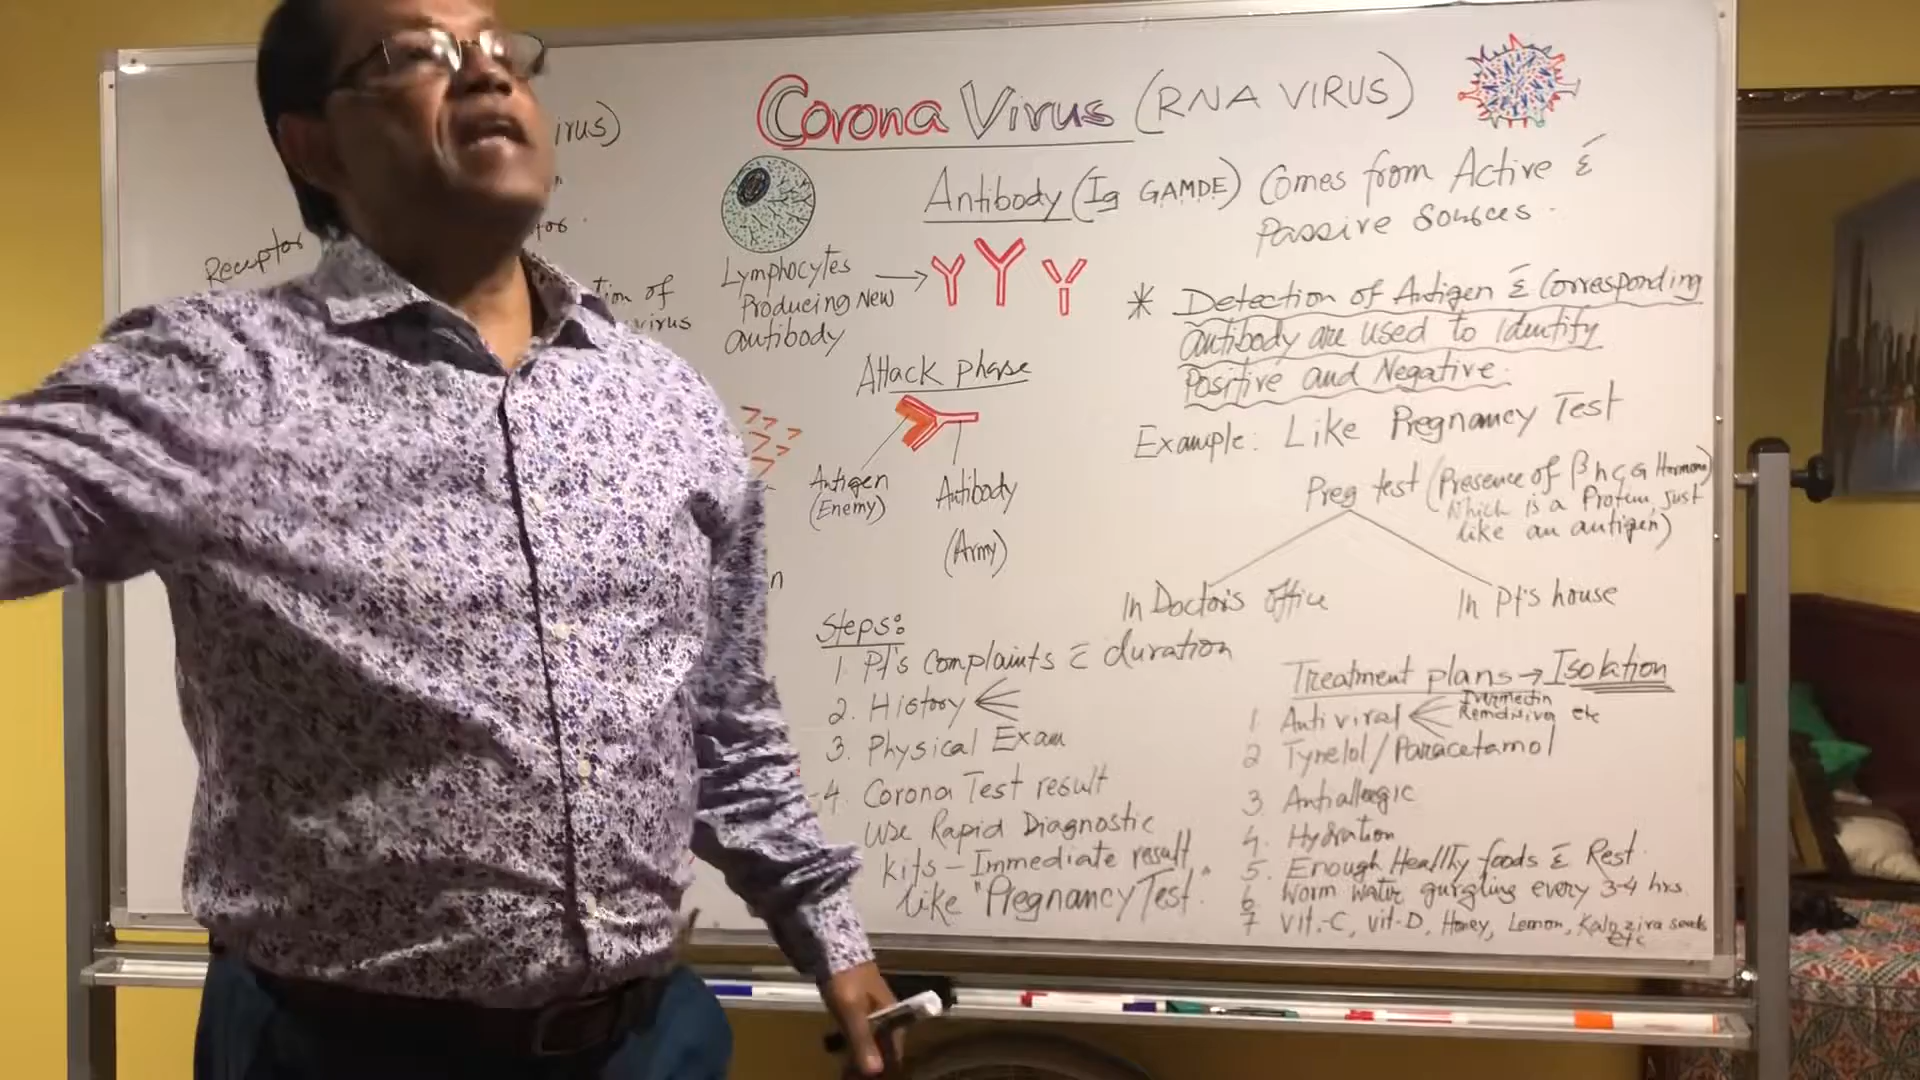 Corona Virus (RNA VIRUS)
irus)
Receptor
tion of
virus
Antibody (Ig GAMDE) Comes from Active &
Passive Sources.
Lymphocytes
Producing New
antibody
* Detection of Antigen & Corresponding
antibody are used to identify
Positive and Negative.
Attack phase
Antigen
(Enemy)
Antibody
(Army)
Example: Like Pregnancy Test
Preg test (Presence of β h C G Hormone
Which is a Protein, just
like an antigen)
In Doctor's office
In Pt's house
Steps:
1. Pt's Complaints c̄ duration
2. History
3. Physical Exam
4. Corona Test result
Use Rapid Diagnostic
kits - Immediate result
like "Pregnancy Test."
Treatment plans → Isolation
1 Antiviral Ivermectin
Remdisiver etc
2 Tynelol/Paracetamol
3 Antiallergic
4. Hydration
5. Enough Healthy foods & Rest.
6 Worm water gurgling every 3-4 hrs.
7 Vit.-C, Vit-D, Honey, Lemon, Kalo zira seeds
etc